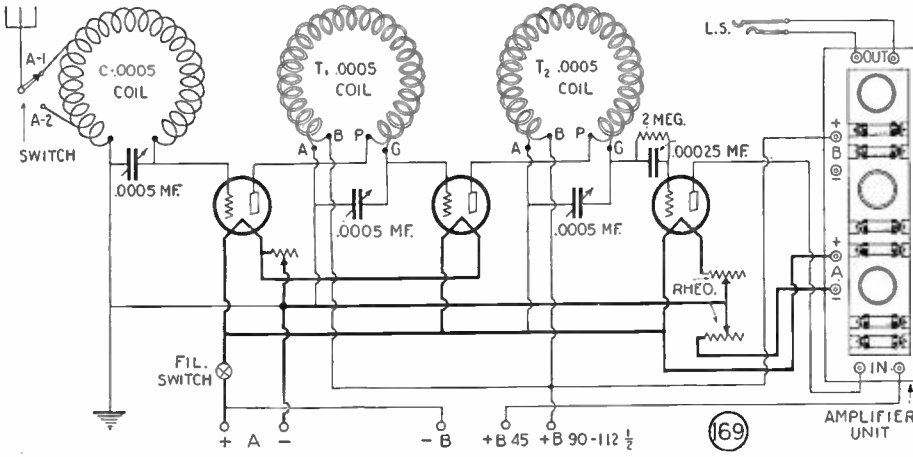 A-1
A-2
SWITCH
C-.0005
COIL
.0005 MF.
T₁ .0005
COIL
A
B
P
G
.0005 MF.
T₂ .0005
COIL
A
B
P
G
2 MEG.
.00025 MF.
.0005 MF.
RHEO.
L.S.
OUT
+
B
-
+
A
-
IN
AMPLIFIER
UNIT
FIL.
SWITCH
+ A -
- B
+B 45
+B 90-112 ½
169